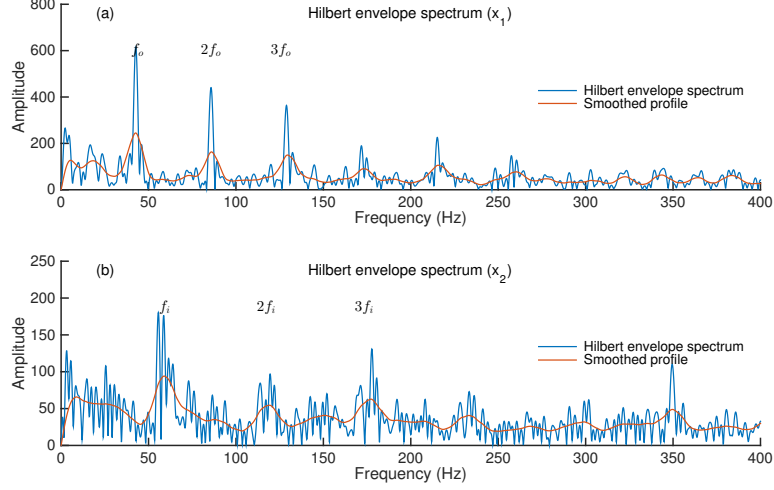 (a) Hilbert envelope spectrum (x₁)
800
600
400
200
0
Amplitude
fₒ 2fₒ 3fₒ
Hilbert envelope spectrum
Smoothed profile
0 50 100 150 200 250 300 350 400
Frequency (Hz)
(b) Hilbert envelope spectrum (x₂)
250
200
150
100
50
0
Amplitude
fᵢ 2fᵢ 3fᵢ
Hilbert envelope spectrum
Smoothed profile
0 50 100 150 200 250 300 350 400
Frequency (Hz)